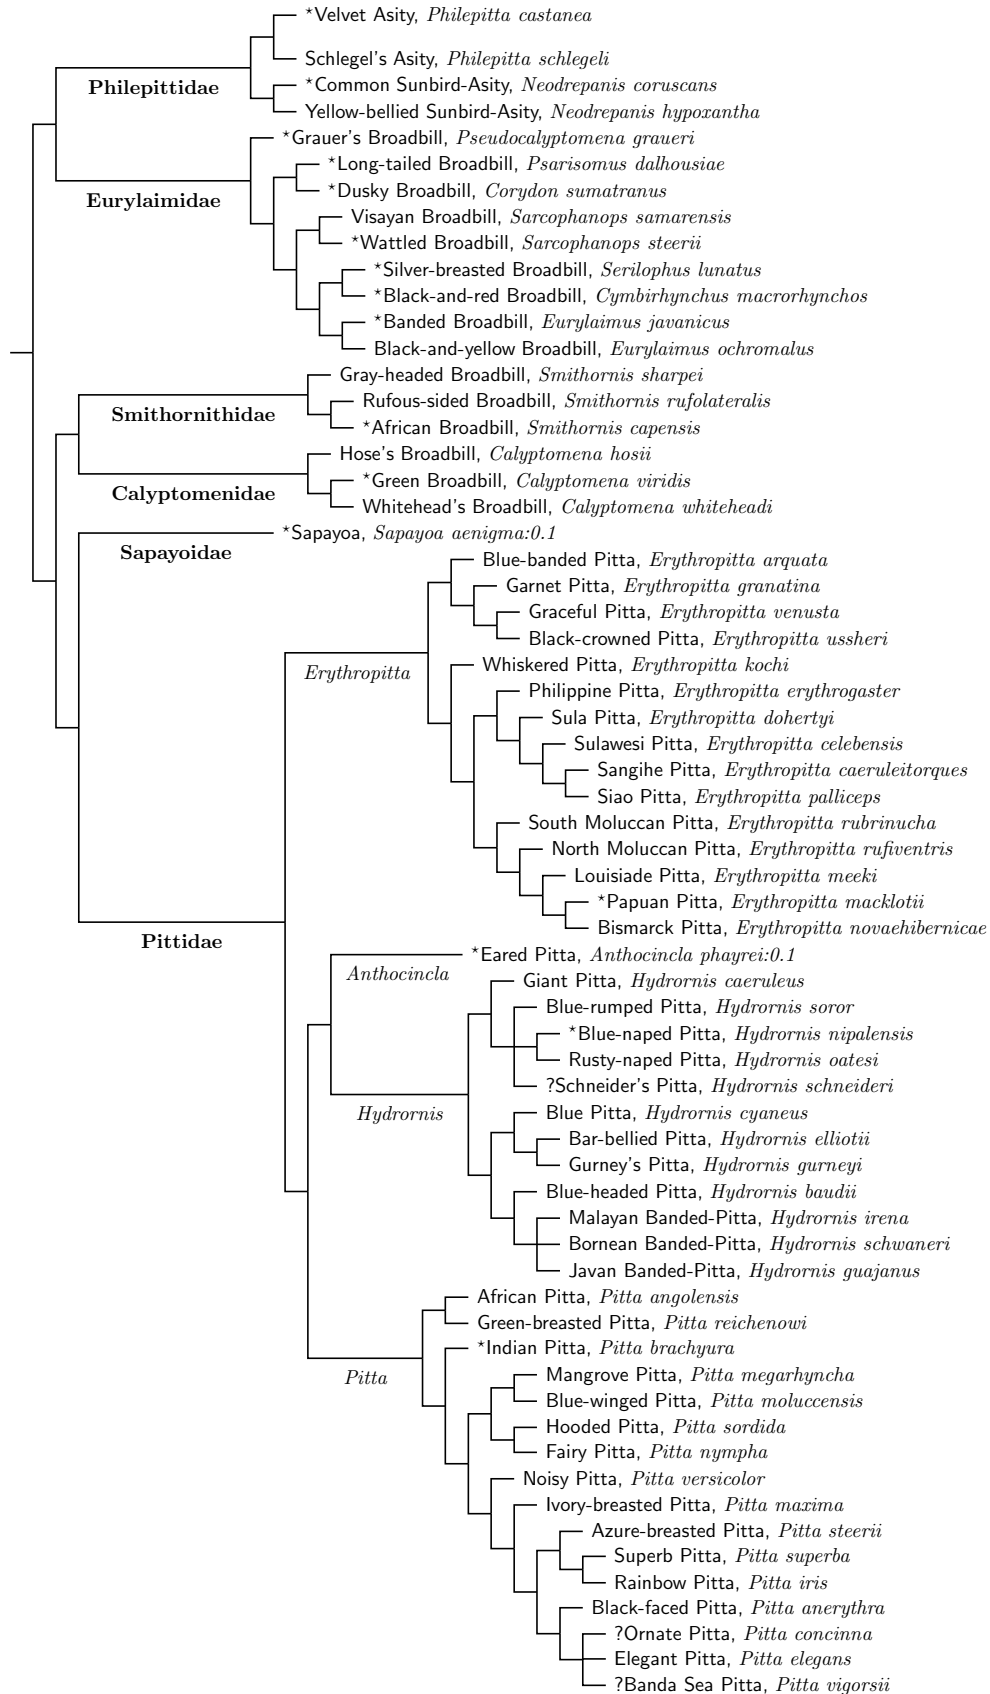 *Velvet Asity, Philepitta castanea
Schlegel's Asity, Philepitta schlegeli
Philepittidae
*Common Sunbird-Asity, Neodrepanis coruscans
Yellow-bellied Sunbird-Asity, Neodrepanis hypoxantha
*Grauer's Broadbill, Pseudocalyptomena graueri
*Long-tailed Broadbill, Psarisomus dalhousiae
*Dusky Broadbill, Corydon sumatranus
Eurylaimidae
Visayan Broadbill, Sarcophanops samarensis
*Wattled Broadbill, Sarcophanops steerii
*Silver-breasted Broadbill, Serilophus lunatus
*Black-and-red Broadbill, Cymbirhynchus macrorhynchos
*Banded Broadbill, Eurylaimus javanicus
Black-and-yellow Broadbill, Eurylaimus ochromalus
Gray-headed Broadbill, Smithornis sharpei
Rufous-sided Broadbill, Smithornis rufolateralis
Smithornithidae
*African Broadbill, Smithornis capensis
Hose's Broadbill, Calyptomena hosii
*Green Broadbill, Calyptomena viridis
Calyptomenidae
Whitehead's Broadbill, Calyptomena whiteheadi
*Sapayoa, Sapayoa aenigma:0.1
Sapayoidae
Blue-banded Pitta, Erythropitta arquata
Garnet Pitta, Erythropitta granatina
Graceful Pitta, Erythropitta venusta
Black-crowned Pitta, Erythropitta ussheri
Whiskered Pitta, Erythropitta kochi
Erythropitta
Philippine Pitta, Erythropitta erythrogaster
Sula Pitta, Erythropitta dohertyi
Sulawesi Pitta, Erythropitta celebensis
Sangihe Pitta, Erythropitta caeruleitorques
Siao Pitta, Erythropitta palliceps
South Moluccan Pitta, Erythropitta rubrinucha
North Moluccan Pitta, Erythropitta rufiventris
Louisiade Pitta, Erythropitta meeki
*Papuan Pitta, Erythropitta macklotii
Bismarck Pitta, Erythropitta novaehibernicae
Pittidae
*Eared Pitta, Anthocincla phayrei:0.1
Anthocincla
Giant Pitta, Hydrornis caeruleus
Blue-rumped Pitta, Hydrornis soror
*Blue-naped Pitta, Hydrornis nipalensis
Rusty-naped Pitta, Hydrornis oatesi
?Schneider's Pitta, Hydrornis schneideri
Hydrornis
Blue Pitta, Hydrornis cyaneus
Bar-bellied Pitta, Hydrornis elliotii
Gurney's Pitta, Hydrornis gurneyi
Blue-headed Pitta, Hydrornis baudii
Malayan Banded-Pitta, Hydrornis irena
Bornean Banded-Pitta, Hydrornis schwaneri
Javan Banded-Pitta, Hydrornis guajanus
African Pitta, Pitta angolensis
Green-breasted Pitta, Pitta reichenowi
*Indian Pitta, Pitta brachyura
Pitta
Mangrove Pitta, Pitta megarhyncha
Blue-winged Pitta, Pitta moluccensis
Hooded Pitta, Pitta sordida
Fairy Pitta, Pitta nympha
Noisy Pitta, Pitta versicolor
Ivory-breasted Pitta, Pitta maxima
Azure-breasted Pitta, Pitta steerii
Superb Pitta, Pitta superba
Rainbow Pitta, Pitta iris
Black-faced Pitta, Pitta anerythra
?Ornate Pitta, Pitta concinna
Elegant Pitta, Pitta elegans
?Banda Sea Pitta, Pitta vigorsii